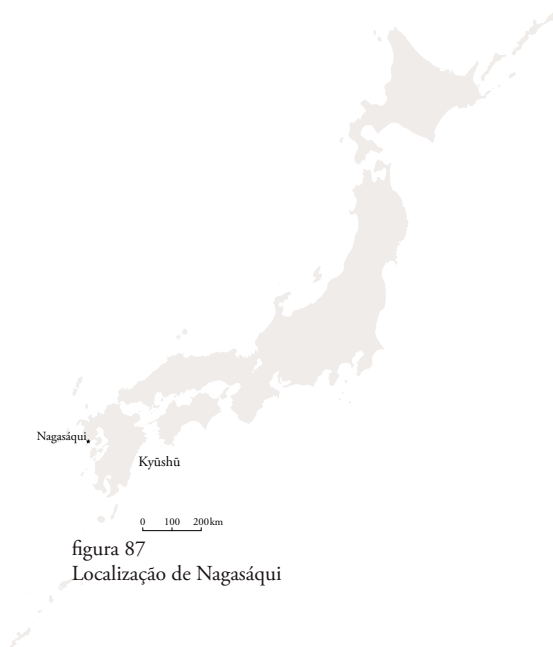 Nagasáqui
Kyūshū
0 100 200km
figura 87
Localização de Nagasáqui